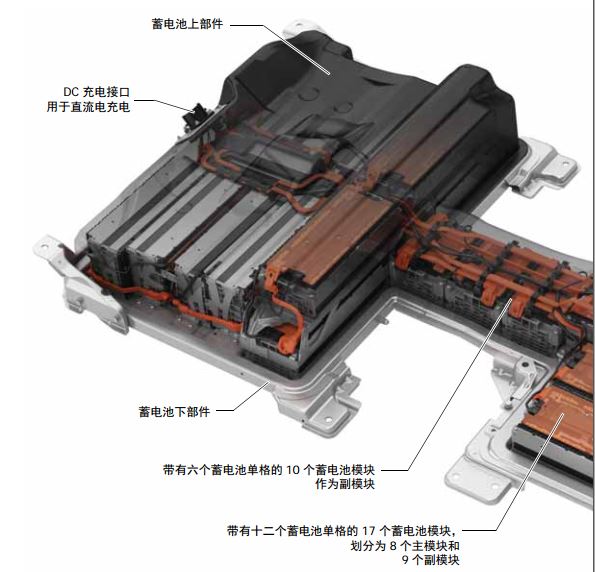 蓄电池上部件
DC 充电接口
用于直流电充电
蓄电池下部件
带有六个蓄电池单格的 10 个蓄电池模块
作为副模块
带有十二个蓄电池单格的 17 个蓄电池模块，
划分为 8 个主模块和
9 个副模块